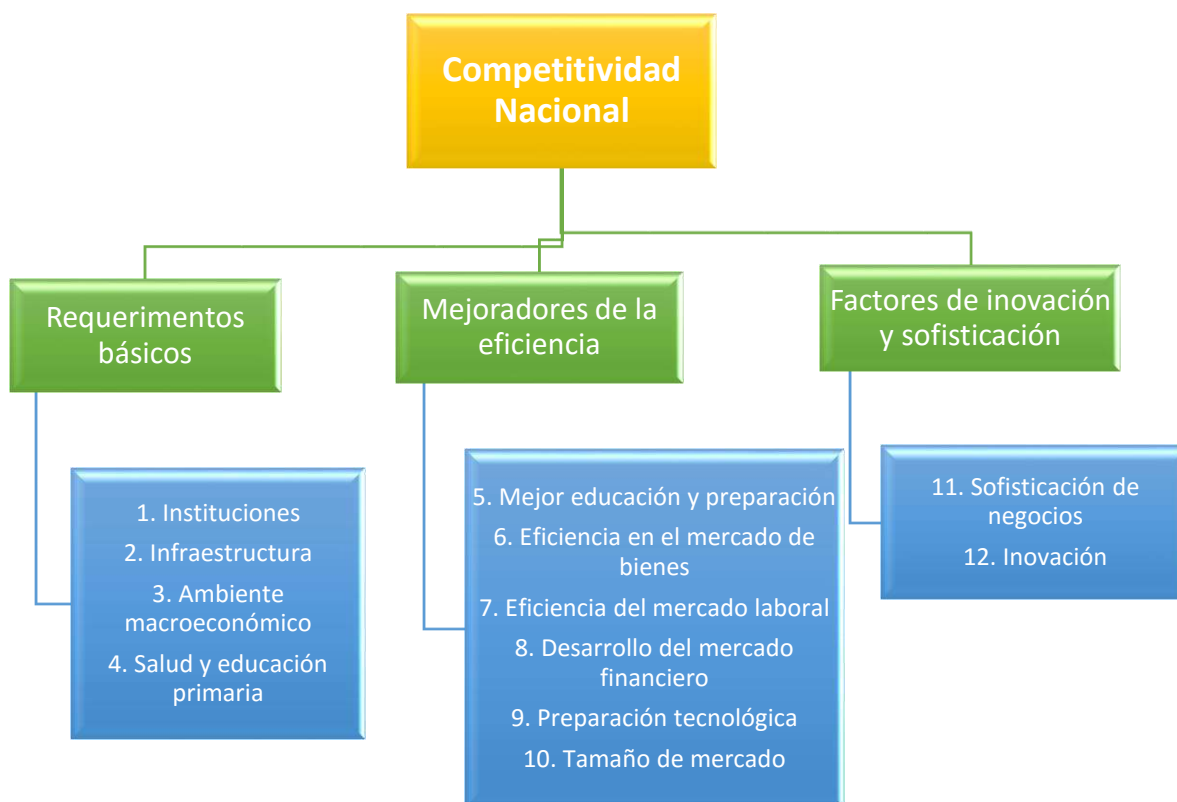 Competitividad
Nacional
Requerimentos
básicos
Mejoradores de la
eficiencia
Factores de inovación
y sofisticación
1. Instituciones
2. Infraestructura
3. Ambiente
macroeconómico
4. Salud y educación
primaria
5. Mejor educación y preparación
6. Eficiencia en el mercado de
bienes
7. Eficiencia del mercado laboral
8. Desarrollo del mercado
financiero
9. Preparación tecnológica
10. Tamaño de mercado
11. Sofisticación de
negocios
12. Inovación